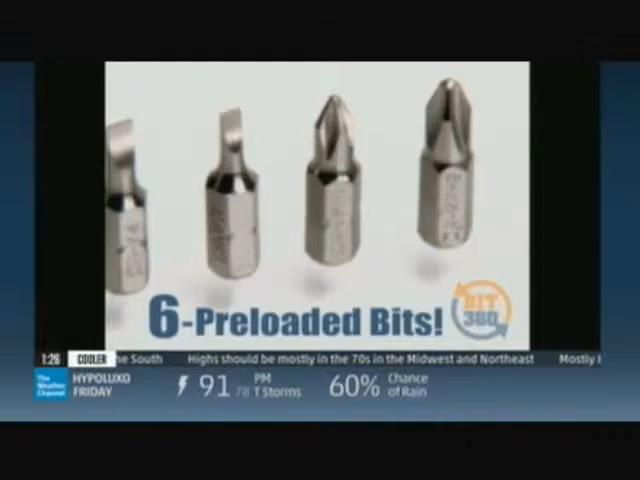 6-Preloaded Bits!
BIT
360
1:26 COOLER he South Highs should be mostly in the 70s in the Midwest and Northeast Mostly
The
Weather
Channel
HYPOLUXO
FRIDAY
91 78 PM
T Storms
60% Chance
of Rain